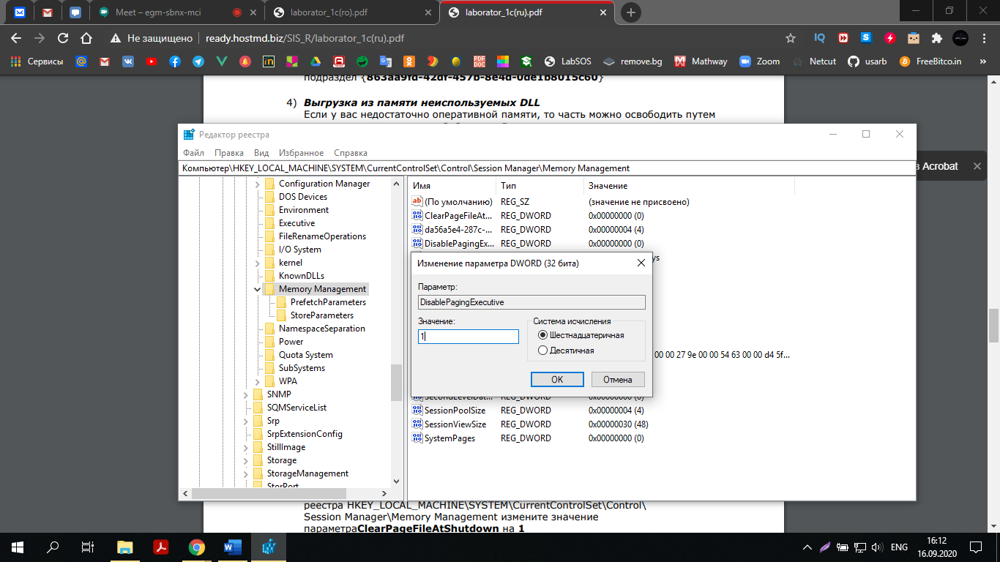 Meet – egm-sbnx-mci
laborator_1c(ro).pdf
laborator_1c(ru).pdf
Не защищено
ready.hostmd.biz/SIS_R/laborator_1c(ru).pdf
Сервисы
LabSOS
remove.bg
Mathway
Zoom
Netcut
usarb
FreeBitco.in
»
подраздел {863aa9fd-42df-457b-8e4d-0de1b8015c60}
4) Выгрузка из памяти неиспользуемых DLL
Если у вас недостаточно оперативной памяти, то часть можно освободить путем
Редактор реестра
Файл Правка Вид Избранное Справка
Компьютер\HKEY_LOCAL_MACHINE\SYSTEM\CurrentControlSet\Control\Session Manager\Memory Management
в Acrobat
Configuration Manager
DOS Devices
Environment
Executive
FileRenameOperations
I/O System
kernel
KnownDLLs
Memory Management
PrefetchParameters
StoreParameters
NamespaceSeparation
Power
Quota System
SubSystems
WPA
SNMP
SQMServiceList
Srp
SrpExtensionConfig
StillImage
Storage
StorageManagement
StorPort
Имя Тип Значение
(По умолчанию) REG_SZ (значение не присвоено)
ClearPageFileAt... REG_DWORD 0x00000000 (0)
da56a5e4-287c-... REG_DWORD 0x00000004 (4)
DisablePagingEx... REG_DWORD 0x00000000 (0)
ys
Изменение параметра DWORD (32 бита)
Параметр:
DisablePagingExecutive
Значение:
1
Система исчисления
Шестнадцатеричная
Десятичная
OK
Отмена
00 00 27 9e 00 00 54 63 00 00 d4 5f...
SecondLevelDat... REG_DWORD 0x00000000 (0)
SessionPoolSize REG_DWORD 0x00000004 (4)
SessionViewSize REG_DWORD 0x00000030 (48)
SystemPages REG_DWORD 0x00000000 (0)
реестра HKEY_LOCAL_MACHINE\SYSTEM\CurrentControlSet\Control\
Session Manager\Memory Management измените значение
параметраClearPageFileAtShutdown на 1
ENG
16:12
16.09.2020